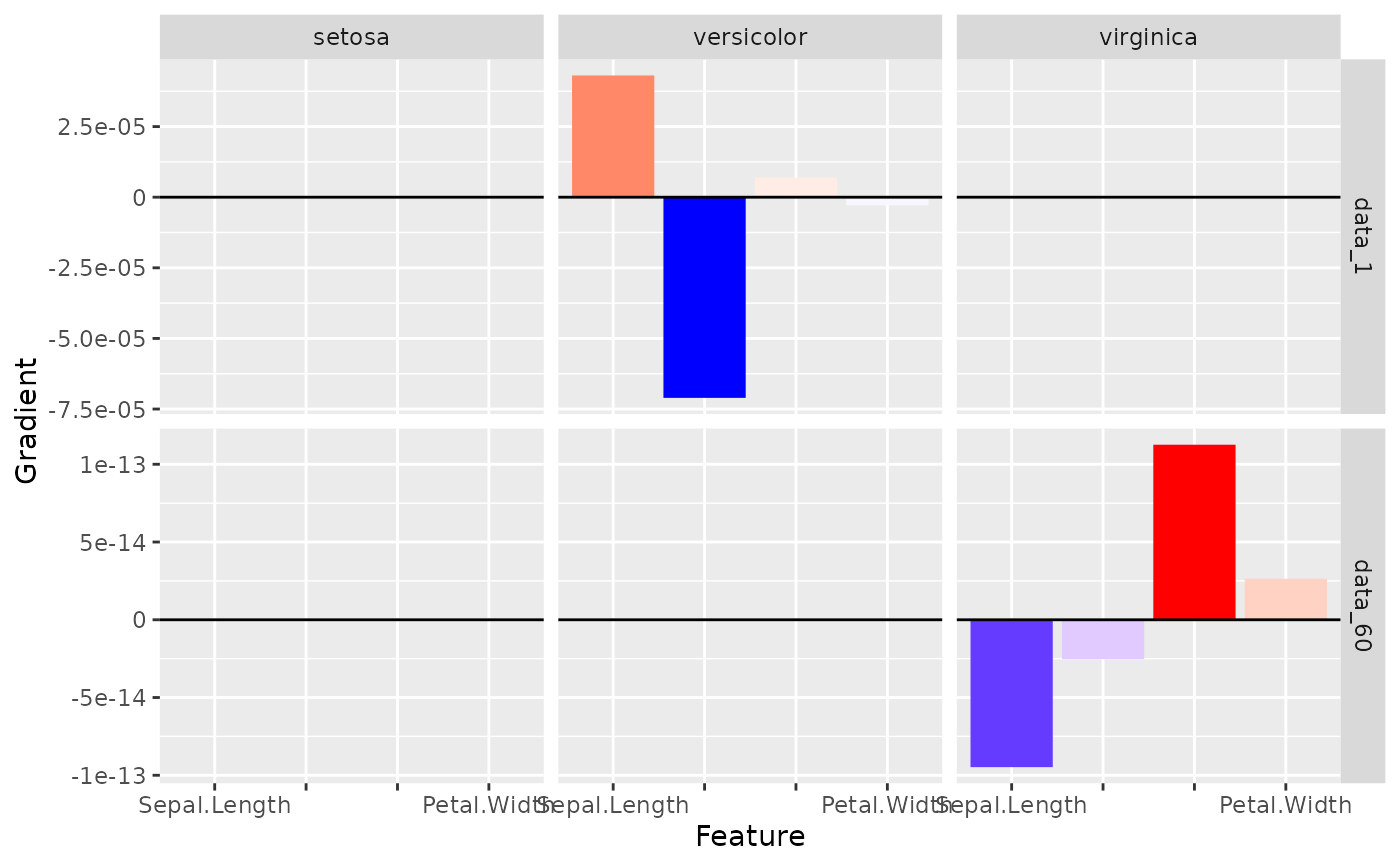 setosa versicolor virginica
2.5e-05
0
-2.5e-05
-5.0e-05
-7.5e-05
data_1
Gradient
1e-13
5e-14
0
-5e-14
-1e-13
data_60
Sepal.Length Petal.Width Sepal.Length Petal.Width Sepal.Length Petal.Width
Feature